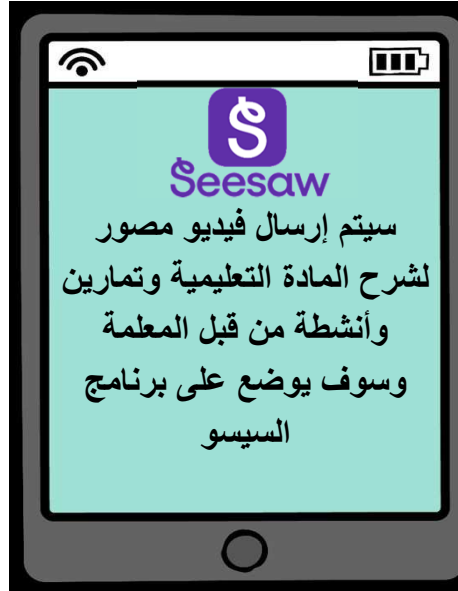 Seesaw
سيتم إرسال فيديو مصور
لشرح المادة التعليمية وتمارين
وأنشطة من قبل المعلمة
وسوف يوضع على برنامج
السيسو